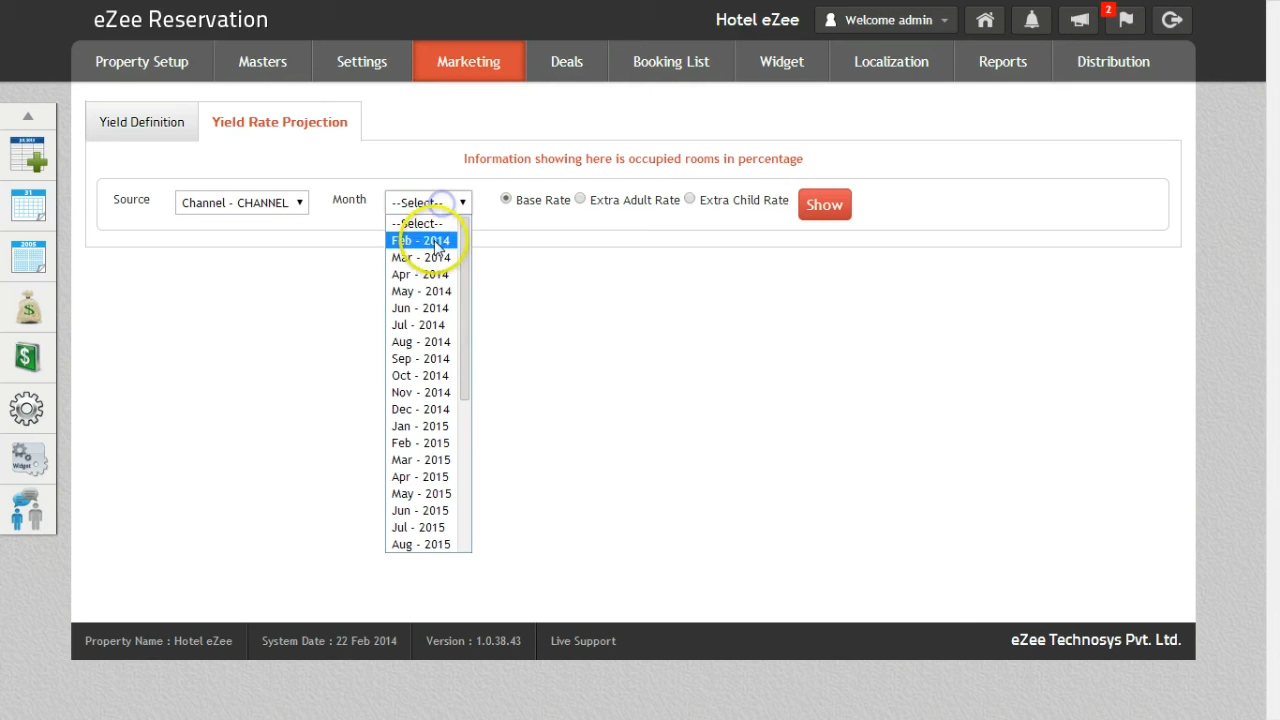 eZee Reservation
Hotel eZee
Welcome admin
2
Property Setup
Masters
Settings
Marketing
Deals
Booking List
Widget
Localization
Reports
Distribution
Yield Definition
Yield Rate Projection
Information showing here is occupied rooms in percentage
Source
Channel - CHANNEL
Month
--Select--
Base Rate
Extra Adult Rate
Extra Child Rate
Show
--Select--
Feb - 2014
Mar - 2014
Apr - 2014
May - 2014
Jun - 2014
Jul - 2014
Aug - 2014
Sep - 2014
Oct - 2014
Nov - 2014
Dec - 2014
Jan - 2015
Feb - 2015
Mar - 2015
Apr - 2015
May - 2015
Jun - 2015
Jul - 2015
Aug - 2015
31
2005
$
$
Widget
Property Name : Hotel eZee
System Date : 22 Feb 2014
Version : 1.0.38.43
Live Support
eZee Technosys Pvt. Ltd.